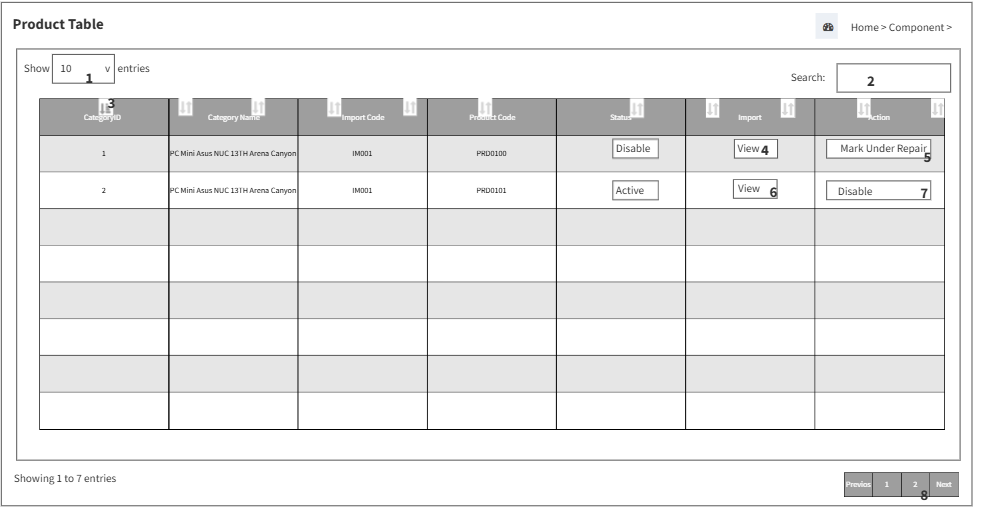 Product Table
Home > Component >
Show 10 v entries
1
Search:
2
3
CategoryID Category Name Import Code Product Code Status Import Action
1 PC Mini Asus NUC 13TH Arena Canyon IM001 PRD0100 Disable View 4 Mark Under Repair 5
2 PC Mini Asus NUC 13TH Arena Canyon IM001 PRD0101 Active View 6 Disable 7
Showing 1 to 7 entries
Previos 1 2 Next
8